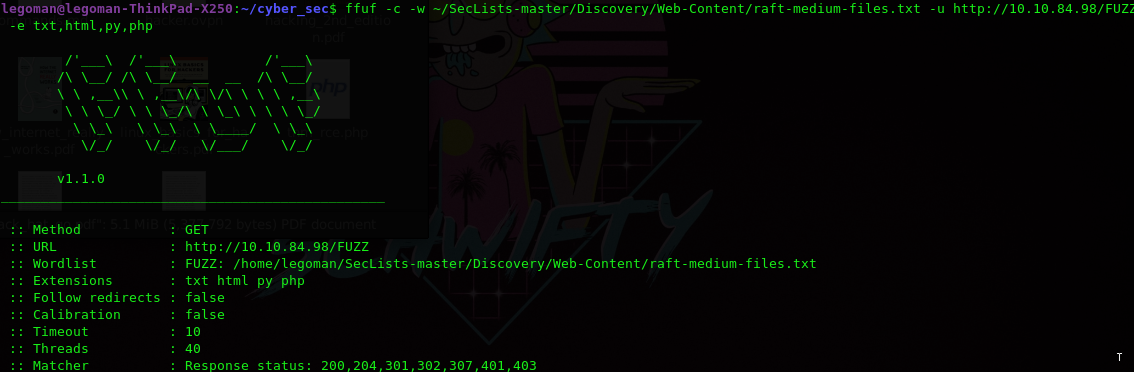 legoman@legoman-ThinkPad-X250:~/cyber_sec$ ffuf -c -w ~/SecLists-master/Discovery/Web-Content/raft-medium-files.txt -u http://10.10.84.98/FUZZ
-e txt,html,py,php
v1.1.0
:: Method : GET
:: URL : http://10.10.84.98/FUZZ
:: Wordlist : FUZZ: /home/legoman/SecLists-master/Discovery/Web-Content/raft-medium-files.txt
:: Extensions : txt html py php
:: Follow redirects : false
:: Calibration : false
:: Timeout : 10
:: Threads : 40
:: Matcher : Response status: 200,204,301,302,307,401,403